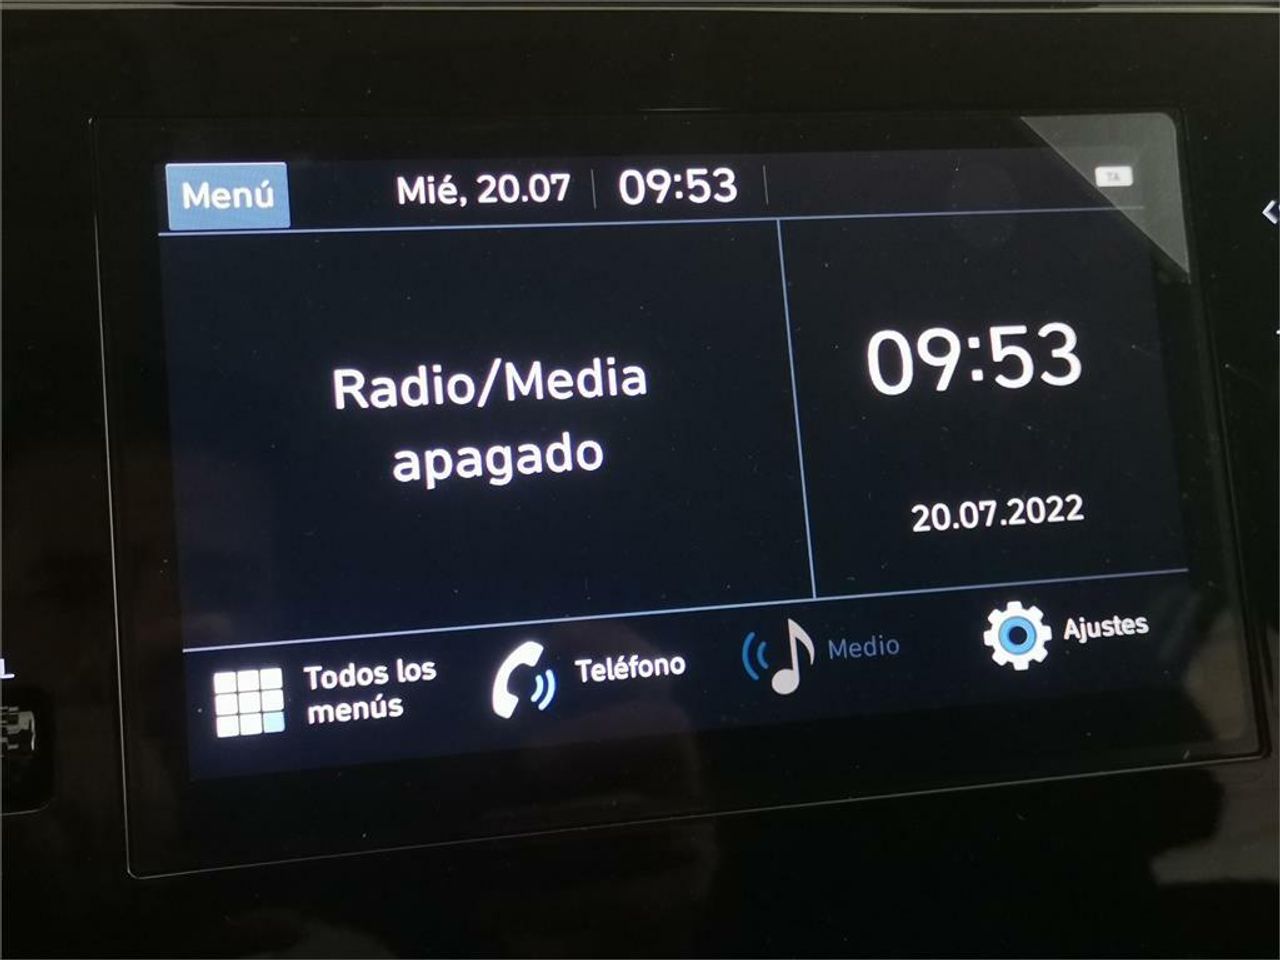 Menú
Mié, 20.07
09:53
TA
Radio/Media
apagado
09:53
20.07.2022
Todos los
menús
Teléfono
Medio
Ajustes